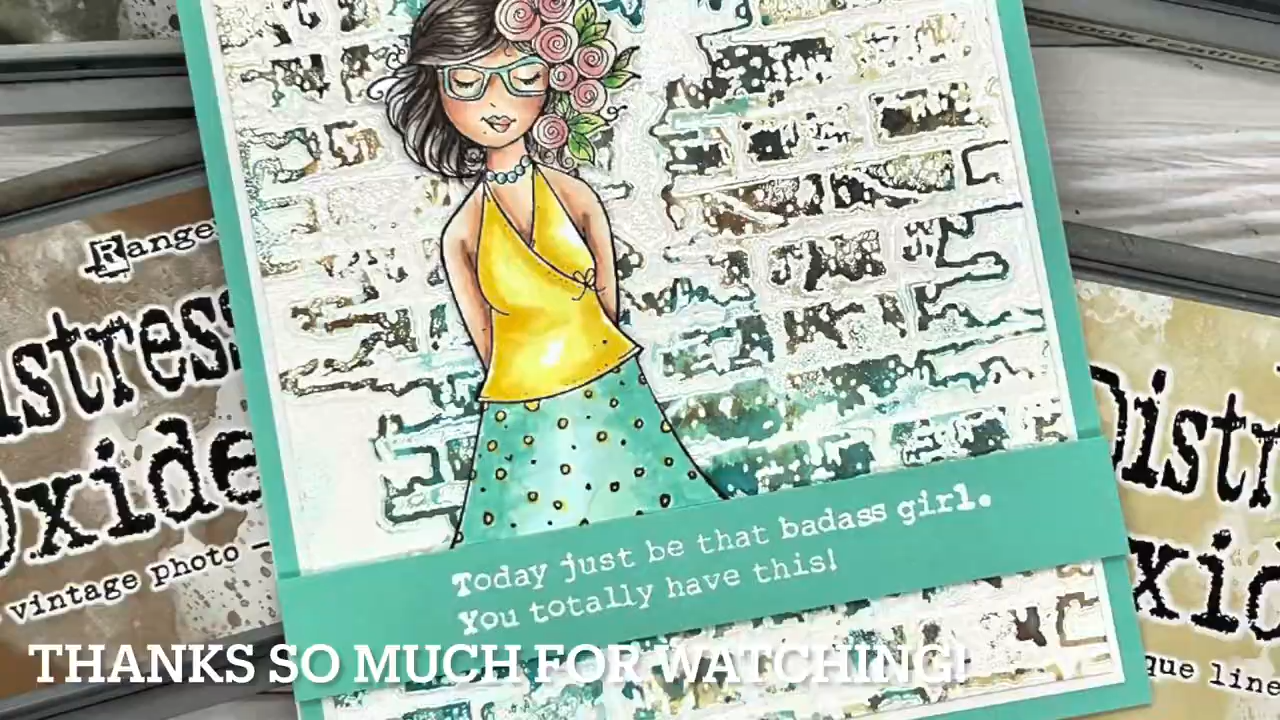 Ranger
Distress
Oxide
vintage photo –
Today just be that badass girl.
You totally have this!
THANKS SO MUCH FOR WATCHING!
Distr
Oxid
que line